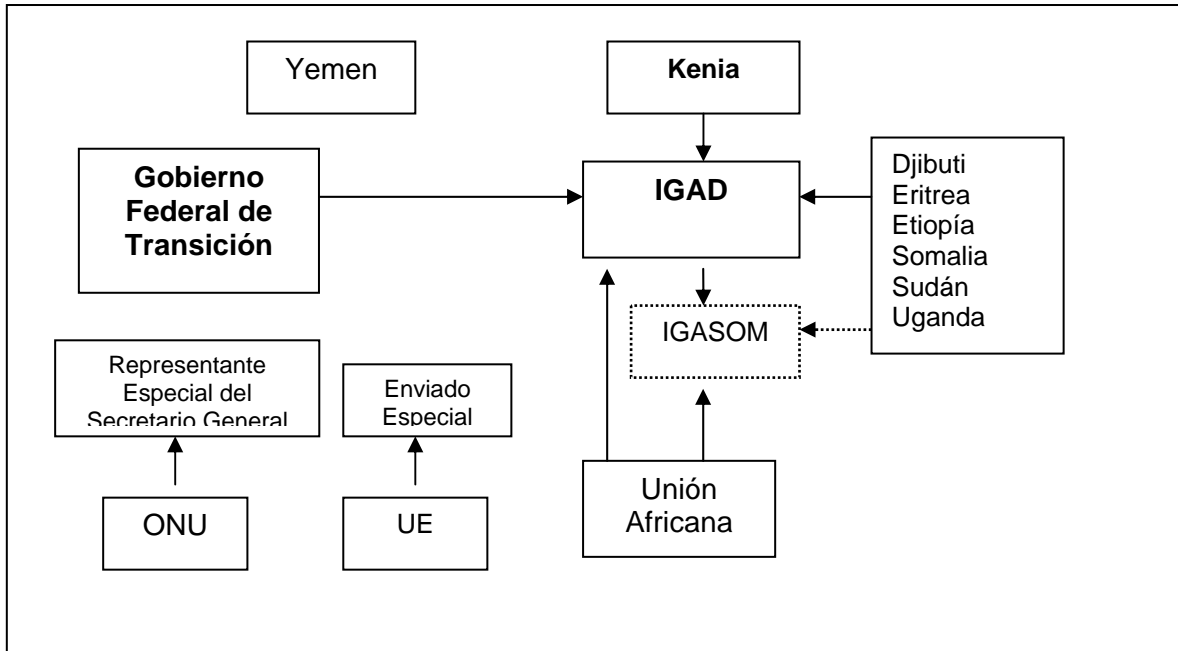 Yemen
Kenia
Gobierno
Federal de
Transición
IGAD
Djibuti
Eritrea
Etiopía
Somalia
Sudán
Uganda
IGASOM
Representante
Especial del
Secretario General
Enviado
Especial
ONU
UE
Unión
Africana